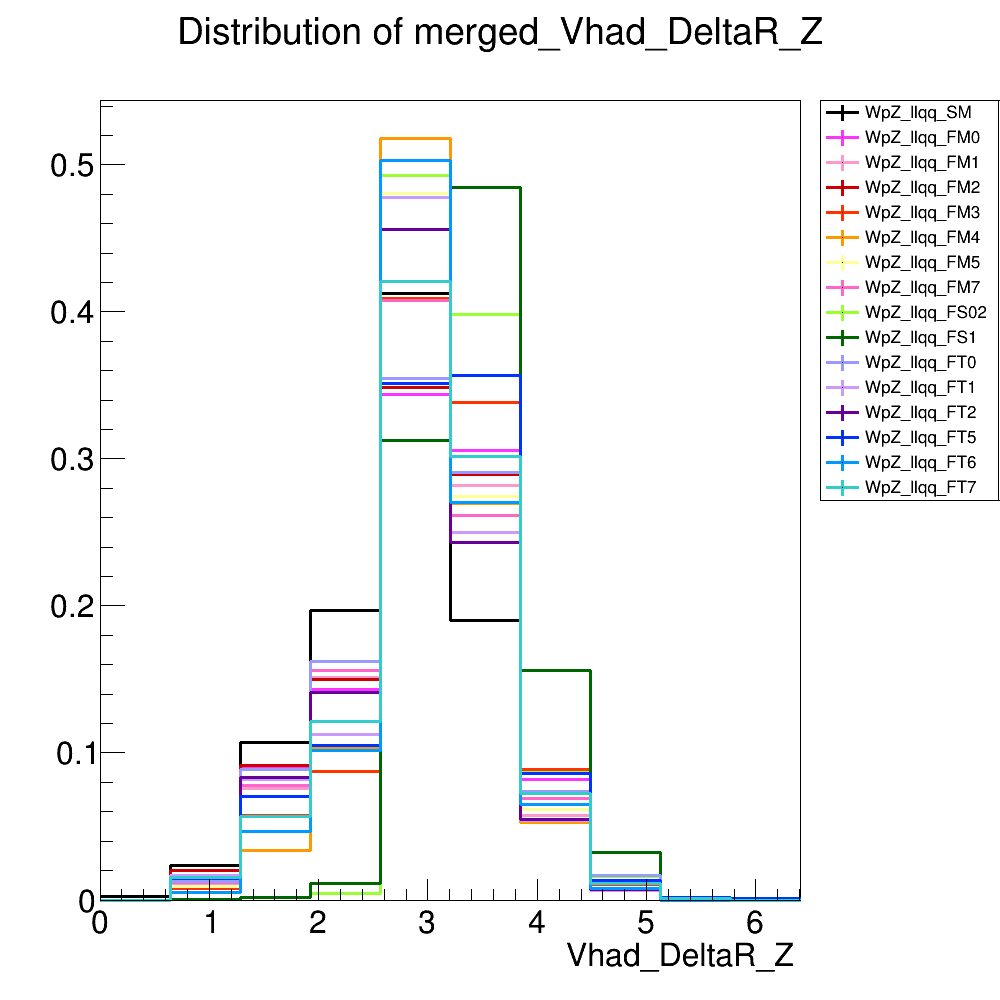 Distribution of merged_Vhad_DeltaR_Z
WpZ_llqq_SM
WpZ_llqq_FM0
WpZ_llqq_FM1
WpZ_llqq_FM2
WpZ_llqq_FM3
WpZ_llqq_FM4
WpZ_llqq_FM5
WpZ_llqq_FM7
WpZ_llqq_FS02
WpZ_llqq_FS1
WpZ_llqq_FT0
WpZ_llqq_FT1
WpZ_llqq_FT2
WpZ_llqq_FT5
WpZ_llqq_FT6
WpZ_llqq_FT7
0.5
0.4
0.3
0.2
0.1
0
0 1 2 3 4 5 6
Vhad_DeltaR_Z